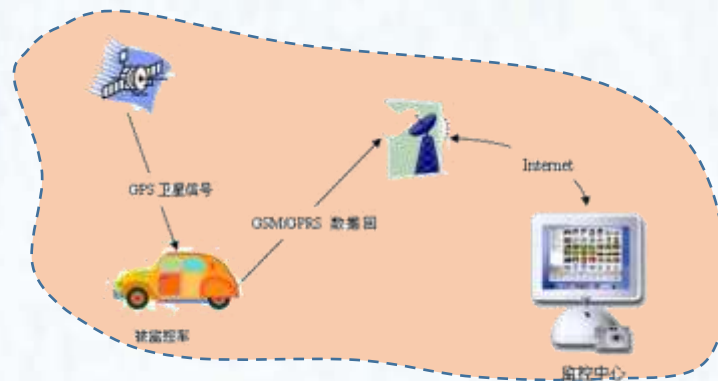 GPS 卫星信号
Internet
GSM/GPRS 数据回
被监控车
监控中心